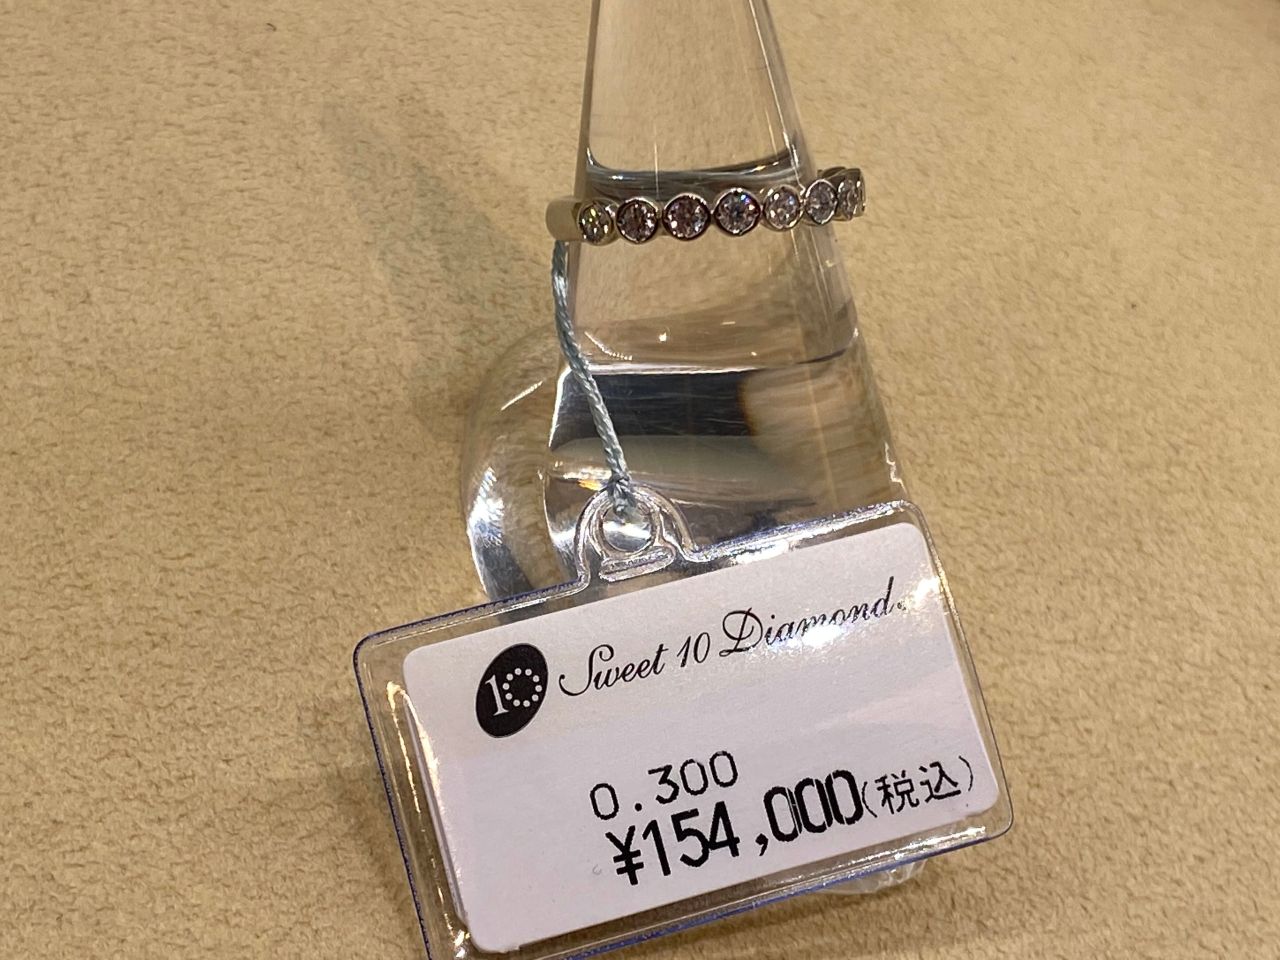 10 Sweet 10 Diamond.
0.300
¥154,000(税込)